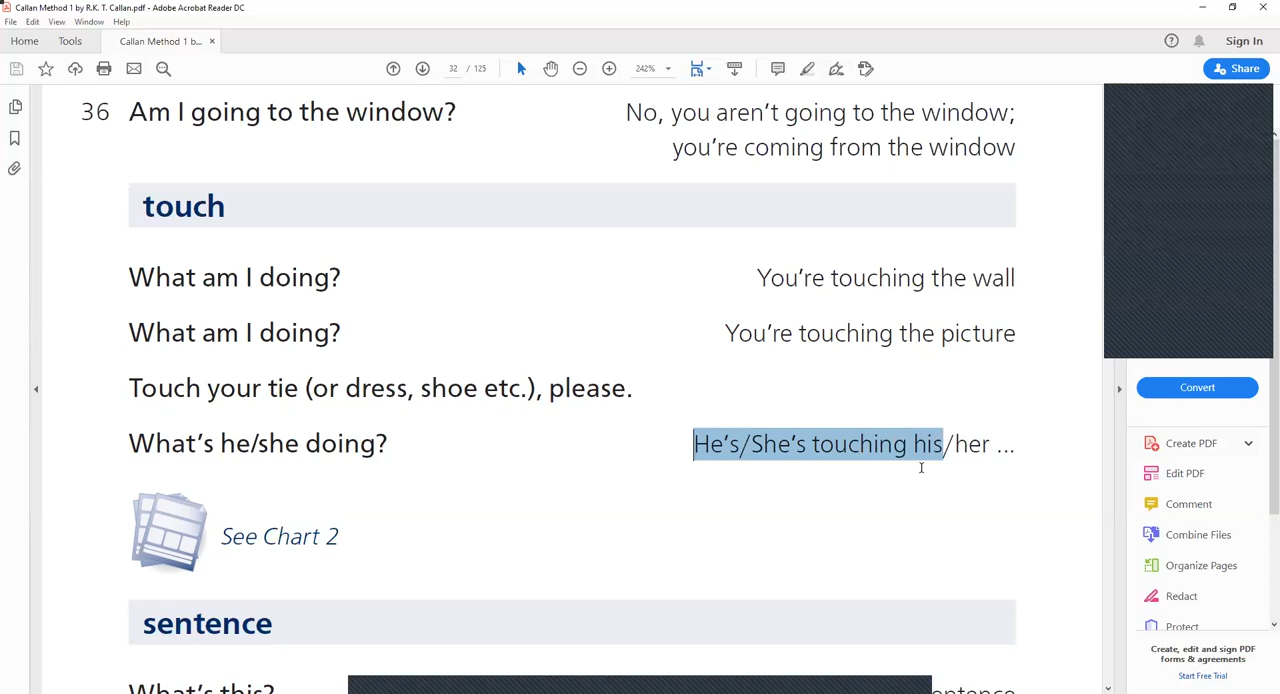 Callan Method 1 by R.K. T. Callan.pdf - Adobe Acrobat Reader DC
File Edit View Window Help
Home Tools Callan Method 1 b... × Sign In
32 / 125 242% Share
36 Am I going to the window? No, you aren't going to the window;
you're coming from the window
touch
What am I doing? You're touching the wall
What am I doing? You're touching the picture
Touch your tie (or dress, shoe etc.), please.
What's he/she doing? He's/She's touching his/her ...
See Chart 2
sentence
What's this?
Convert
Create PDF
Edit PDF
Comment
Combine Files
Organize Pages
Redact
Protect
Create, edit and sign PDF
forms & agreements
Start Free Trial